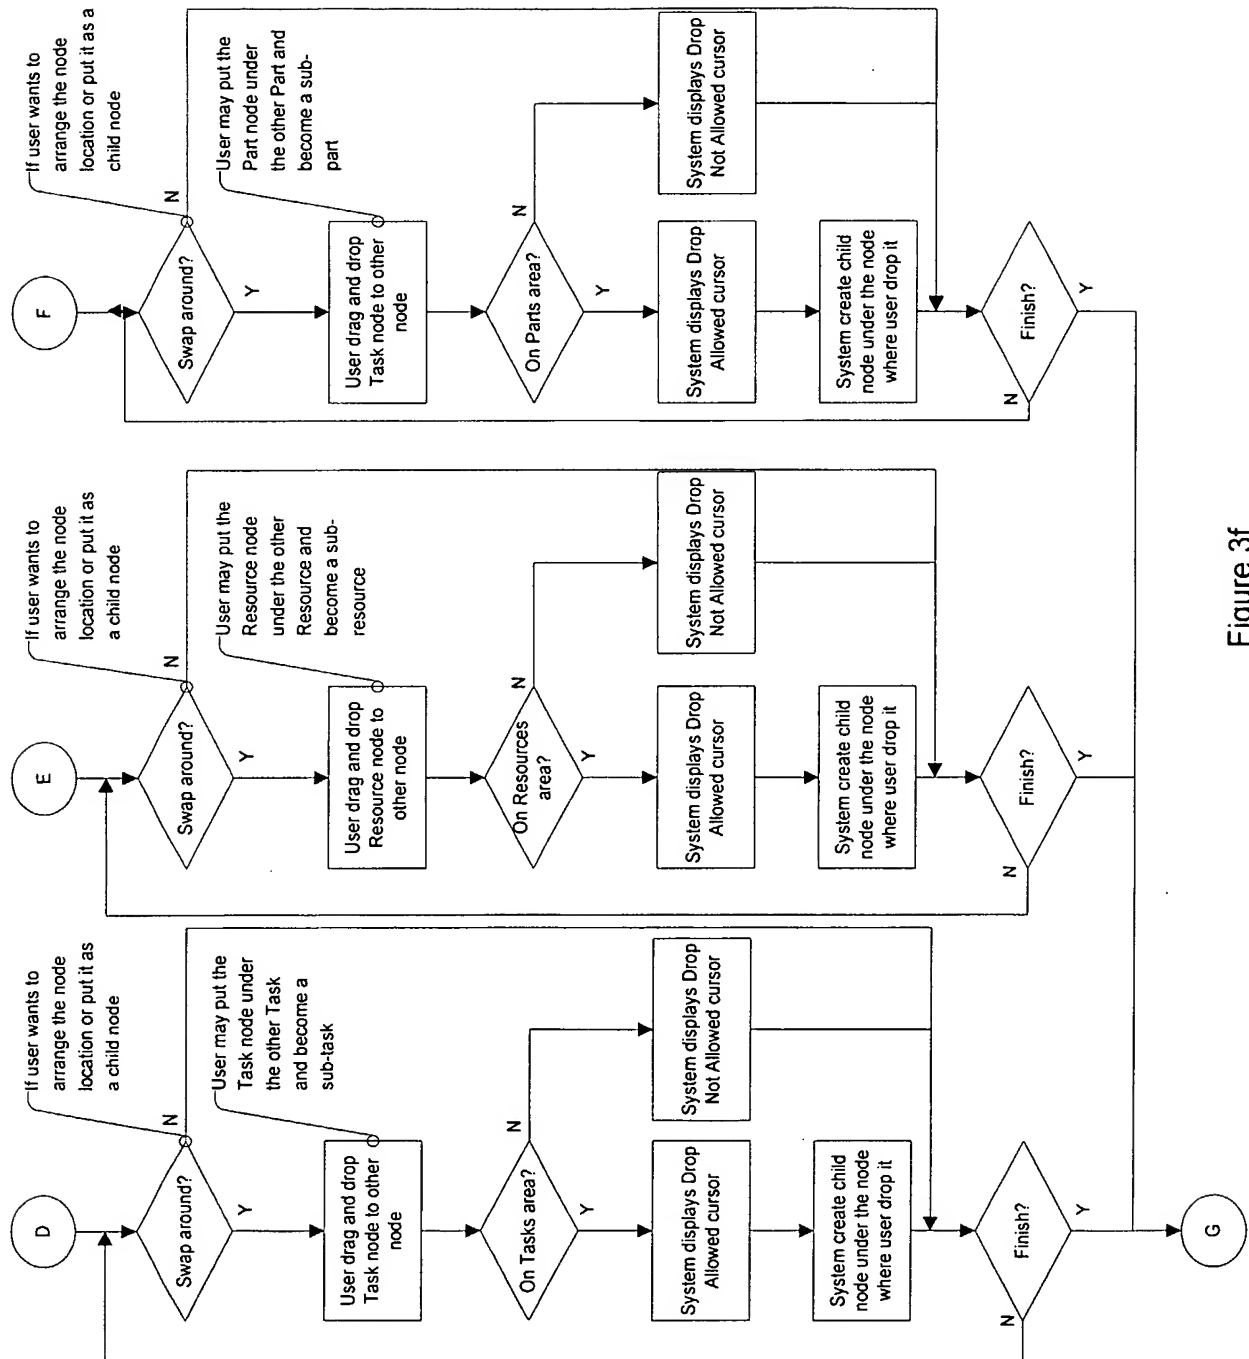 D
If user wants to
arrange the node
location or put it as
a child node
Swap around?
N
Y
User may put the
Task node under
the other Task
and become a
sub-task
User drag and drop
Task node to other
node
On Tasks area?
N
Y
System displays Drop
Allowed cursor
System displays Drop
Not Allowed cursor
System create child
node under the node
where user drop it
Finish?
N
Y
G
E
If user wants to
arrange the node
location or put it as
a child node
Swap around?
N
Y
User may put the
Resource node
under the other
Resource and
become a sub-
resource
User drag and drop
Resource node to
other node
On Resources
area?
N
Y
System displays Drop
Allowed cursor
System displays Drop
Not Allowed cursor
System create child
node under the node
where user drop it
Finish?
N
Y
F
If user wants to
arrange the node
location or put it as a
child node
Swap around?
N
Y
User may put the
Part node under
the other Part and
become a sub-
part
User drag and drop
Task node to other
node
On Parts area?
N
Y
System displays Drop
Allowed cursor
System displays Drop
Not Allowed cursor
System create child
node under the node
where user drop it
Finish?
N
Y
Figure 3f